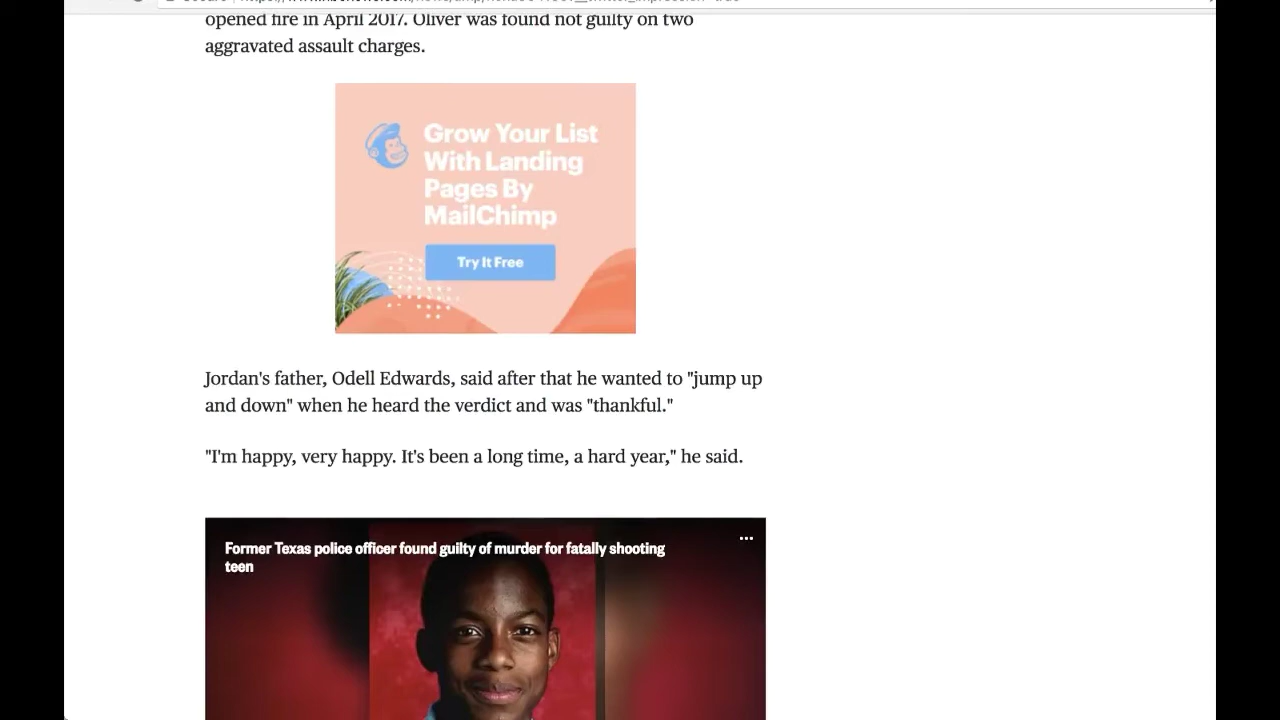 opened fire in April 2017. Oliver was found not guilty on two
aggravated assault charges.
Grow Your List
With Landing
Pages By
MailChimp
Try It Free
Jordan's father, Odell Edwards, said after that he wanted to "jump up
and down" when he heard the verdict and was "thankful."
"I'm happy, very happy. It's been a long time, a hard year," he said.
Former Texas police officer found guilty of murder for fatally shooting
teen